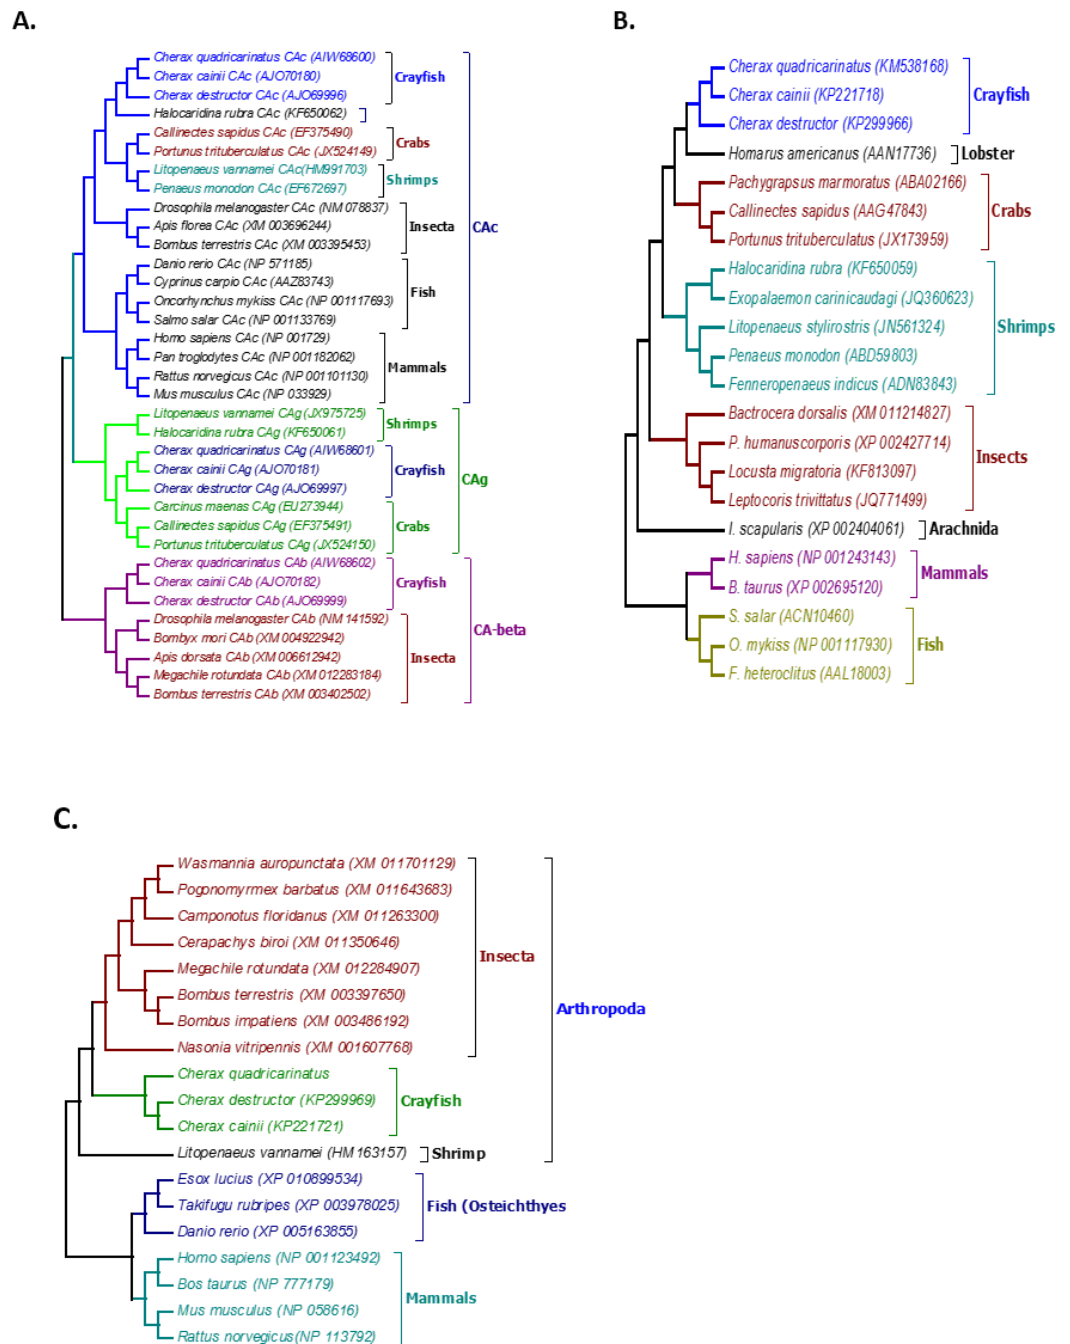 A.
Cherax quadricarinatus CAc (AIW68600)
Cherax cainii CAc (AJO70180)
Cherax destructor CAc (AJO69996)
Crayfish
Halocaridina rubra CAc (KF650062)
Callinectes sapidus CAc (EF375490)
Portunus trituberculatus CAc (JX524149)
Crabs
Litopenaeus vannamei CAc(HM991703)
Penaeus monodon CAc (EF672697)
Shrimps
Drosophila melanogaster CAc (NM 078837)
Apis florea CAc (XM 003696244)
Bombus terrestris CAc (XM 003395453)
Insecta
CAc
Danio rerio CAc (NP 571185)
Cyprinus carpio CAc (AAZ83743)
Oncorhynchus mykiss CAc (NP 001117693)
Salmo salar CAc (NP 001133769)
Fish
Homo sapiens CAc (NP 001729)
Pan troglodytes CAc (NP 001182062)
Rattus norvegicus CAc (NP 001101130)
Mus musculus CAc (NP 033929)
Mammals
Litopenaeus vannamei CAg (JX975725)
Halocaridina rubra CAg (KF650061)
Shrimps
Cherax quadricarinatus CAg (AIW68601)
Cherax cainii CAg (AJO70181)
Cherax destructor CAg (AJO69997)
Crayfish
CAg
Carcinus maenas CAg (EU273944)
Callinectes sapidus CAg (EF375491)
Portunus trituberculatus CAg (JX524150)
Crabs
Cherax quadricarinatus CAb (AIW68602)
Cherax cainii CAb (AJO70182)
Cherax destructor CAb (AJO69999)
Crayfish
CA-beta
Drosophila melanogaster CAb (NM 141592)
Bombyx mori CAb (XM 004922942)
Apis dorsata CAb (XM 006612942)
Megachile rotundata CAb (XM 012283184)
Bombus terrestris CAb (XM 003402502)
Insecta
B.
Cherax quadricarinatus (KM538168)
Cherax cainii (KP221718)
Cherax destructor (KP299966)
Crayfish
Homarus americanus (AAN17736)
Lobster
Pachygrapsus marmoratus (ABA02166)
Callinectes sapidus (AAG47843)
Portunus trituberculatus (JX173959)
Crabs
Halocaridina rubra (KF650059)
Exopalaemon carinicaudagi (JQ360623)
Litopenaeus stylirostris (JN561324)
Penaeus monodon (ABD59803)
Fenneropenaeus indicus (ADN83843)
Shrimps
Bactrocera dorsalis (XM 011214827)
P. humanuscorporis (XP 002427714)
Locusta migratoria (KF813097)
Leptocoris trivittatus (JQ771499)
Insects
I. scapularis (XP 002404061)
Arachnida
H. sapiens (NP 001243143)
B. taurus (XP 002695120)
Mammals
S. salar (ACN10460)
O. mykiss (NP 001117930)
F. heteroclitus (AAL18003)
Fish
C.
Wasmannia auropunctata (XM 011701129)
Pogonomyrmex barbatus (XM 011643683)
Camponotus floridanus (XM 011263300)
Cerapachys biroi (XM 011350646)
Megachile rotundata (XM 012284907)
Bombus terrestris (XM 003397650)
Bombus impatiens (XM 003486192)
Nasonia vitripennis (XM 001607768)
Insecta
Arthropoda
Cherax quadricarinatus
Cherax destructor (KP299969)
Cherax cainii (KP221721)
Crayfish
Litopenaeus vannamei (HM163157)
Shrimp
Esox lucius (XP 010899534)
Takifugu rubripes (XP 003978025)
Danio rerio (XP 005163855)
Fish (Osteichthyes
Homo sapiens (NP 001123492)
Bos taurus (NP 777179)
Mus musculus (NP 058616)
Rattus norvegicus(NP 113792)
Mammals